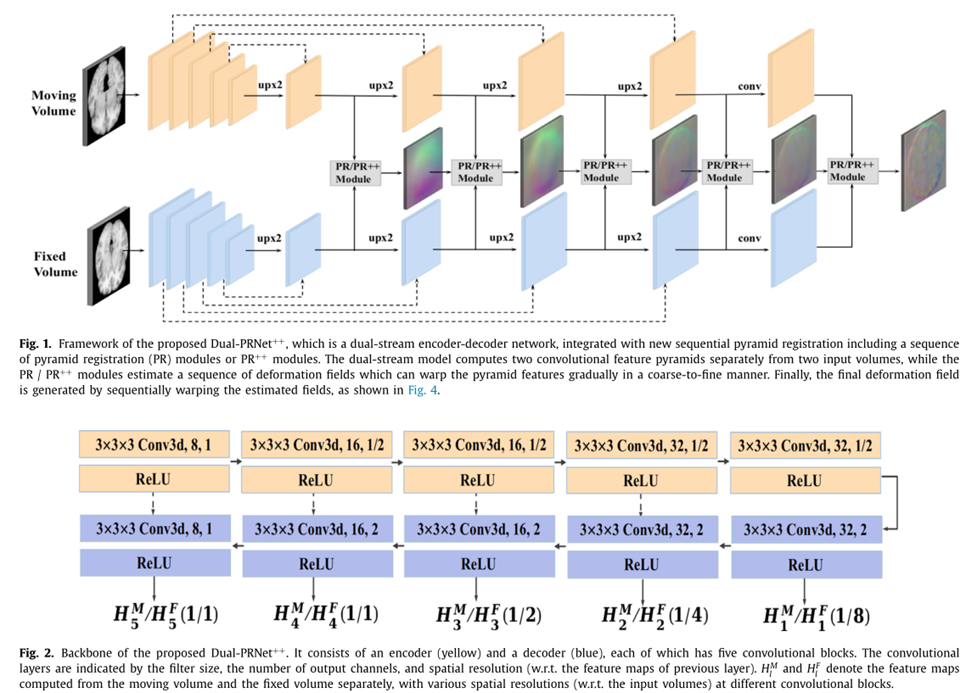 Moving
Volume
upx2
upx2
upx2
upx2
conv
PR/PR++
Module
PR/PR++
Module
PR/PR++
Module
PR/PR++
Module
PR/PR++
Module
Fixed
Volume
upx2
upx2
upx2
upx2
conv
Fig. 1. Framework of the proposed Dual-PRNet++, which is a dual-stream encoder-decoder network, integrated with new sequential pyramid registration including a sequence
of pyramid registration (PR) modules or PR++ modules. The dual-stream model computes two convolutional feature pyramids separately from two input volumes, while the
PR / PR++ modules estimate a sequence of deformation fields which can warp the pyramid features gradually in a coarse-to-fine manner. Finally, the final deformation field
is generated by sequentially warping the estimated fields, as shown in Fig. 4.
3×3×3 Conv3d, 8, 1
3×3×3 Conv3d, 16, 1/2
3×3×3 Conv3d, 16, 1/2
3×3×3 Conv3d, 32, 1/2
3×3×3 Conv3d, 32, 1/2
ReLU
ReLU
ReLU
ReLU
ReLU
3×3×3 Conv3d, 8, 1
3×3×3 Conv3d, 16, 2
3×3×3 Conv3d, 16, 2
3×3×3 Conv3d, 32, 2
3×3×3 Conv3d, 32, 2
ReLU
ReLU
ReLU
ReLU
ReLU
H₅ᴹ/H₅ꟳ(1/1)
H₄ᴹ/H₄ꟳ(1/1)
H₃ᴹ/H₃ꟳ(1/2)
H₂ᴹ/H₂ꟳ(1/4)
H₁ᴹ/H₁ꟳ(1/8)
Fig. 2. Backbone of the proposed Dual-PRNet++. It consists of an encoder (yellow) and a decoder (blue), each of which has five convolutional blocks. The convolutional
layers are indicated by the filter size, the number of output channels, and spatial resolution (w.r.t. the feature maps of previous layer). Hᵢᴹ and Hᵢꟳ denote the feature maps
computed from the moving volume and the fixed volume separately, with various spatial resolutions (w.r.t. the input volumes) at different convolutional blocks.